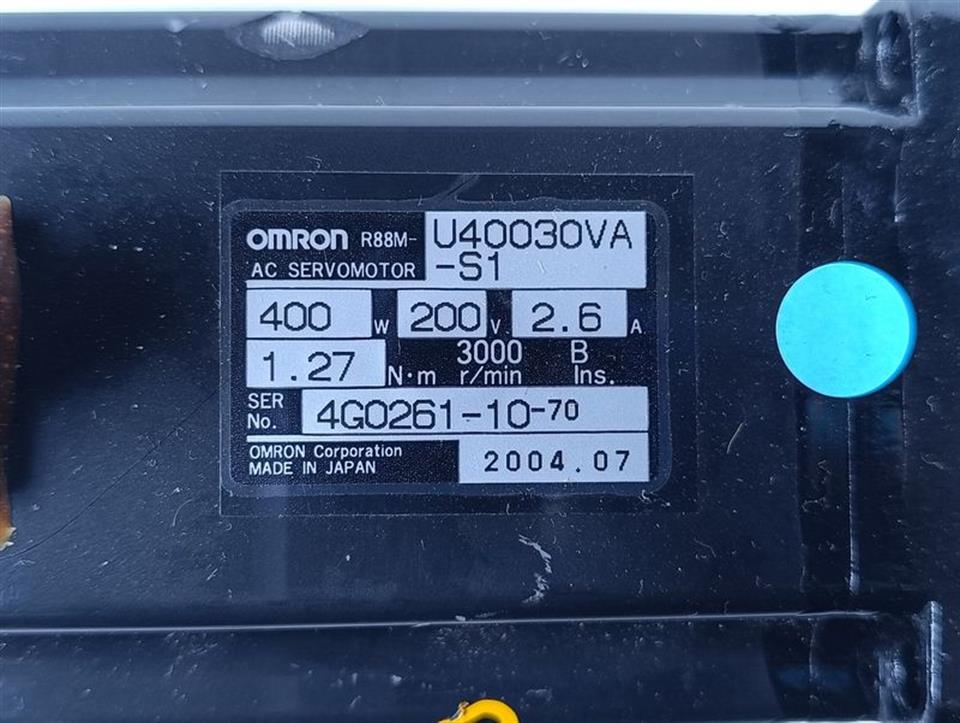 OMRON R88M- U40030VA
AC SERVOMOTOR -S1
400 W 200 V 2.6 A
1.27 N·m 3000 r/min B Ins.
SER No. 4G0261-10-70
OMRON Corporation
MADE IN JAPAN 2004.07